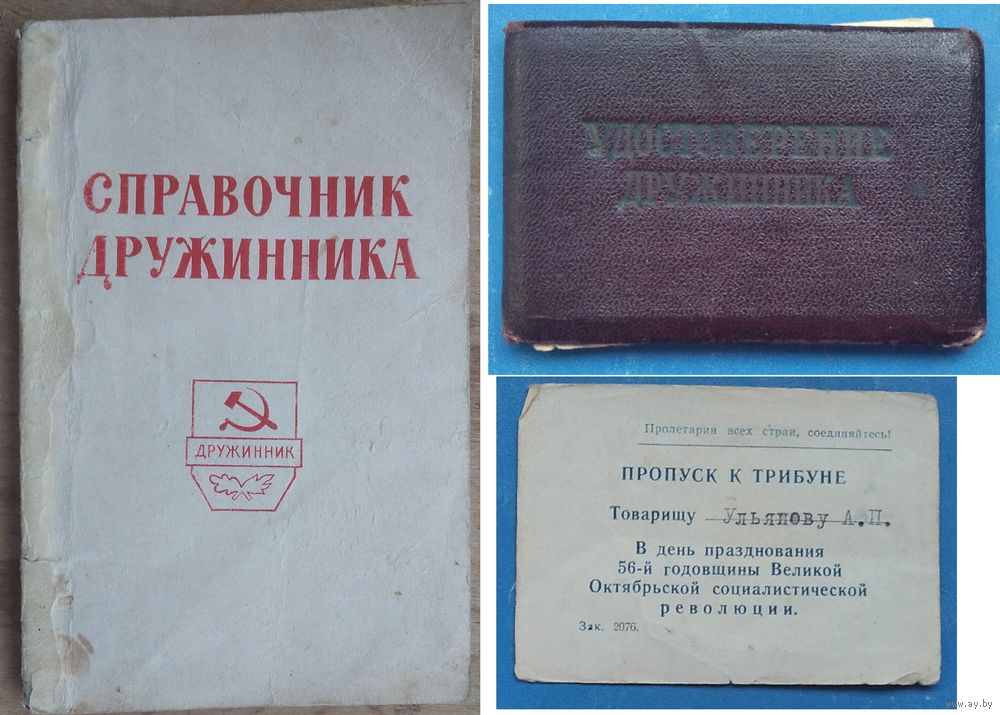 СПРАВОЧНИК
ДРУЖИННИКА
ДРУЖИННИК
УДОСТОВЕРЕНИЕ
ДРУЖИННИКА
Пролетарии всех стран, соединяйтесь!
ПРОПУСК К ТРИБУНЕ
Товарищу Ульянову А.П.
В день празднования
56-й годовщины Великой
Октябрьской социалистической
революции.
Зак. 2076.
www.ay.by